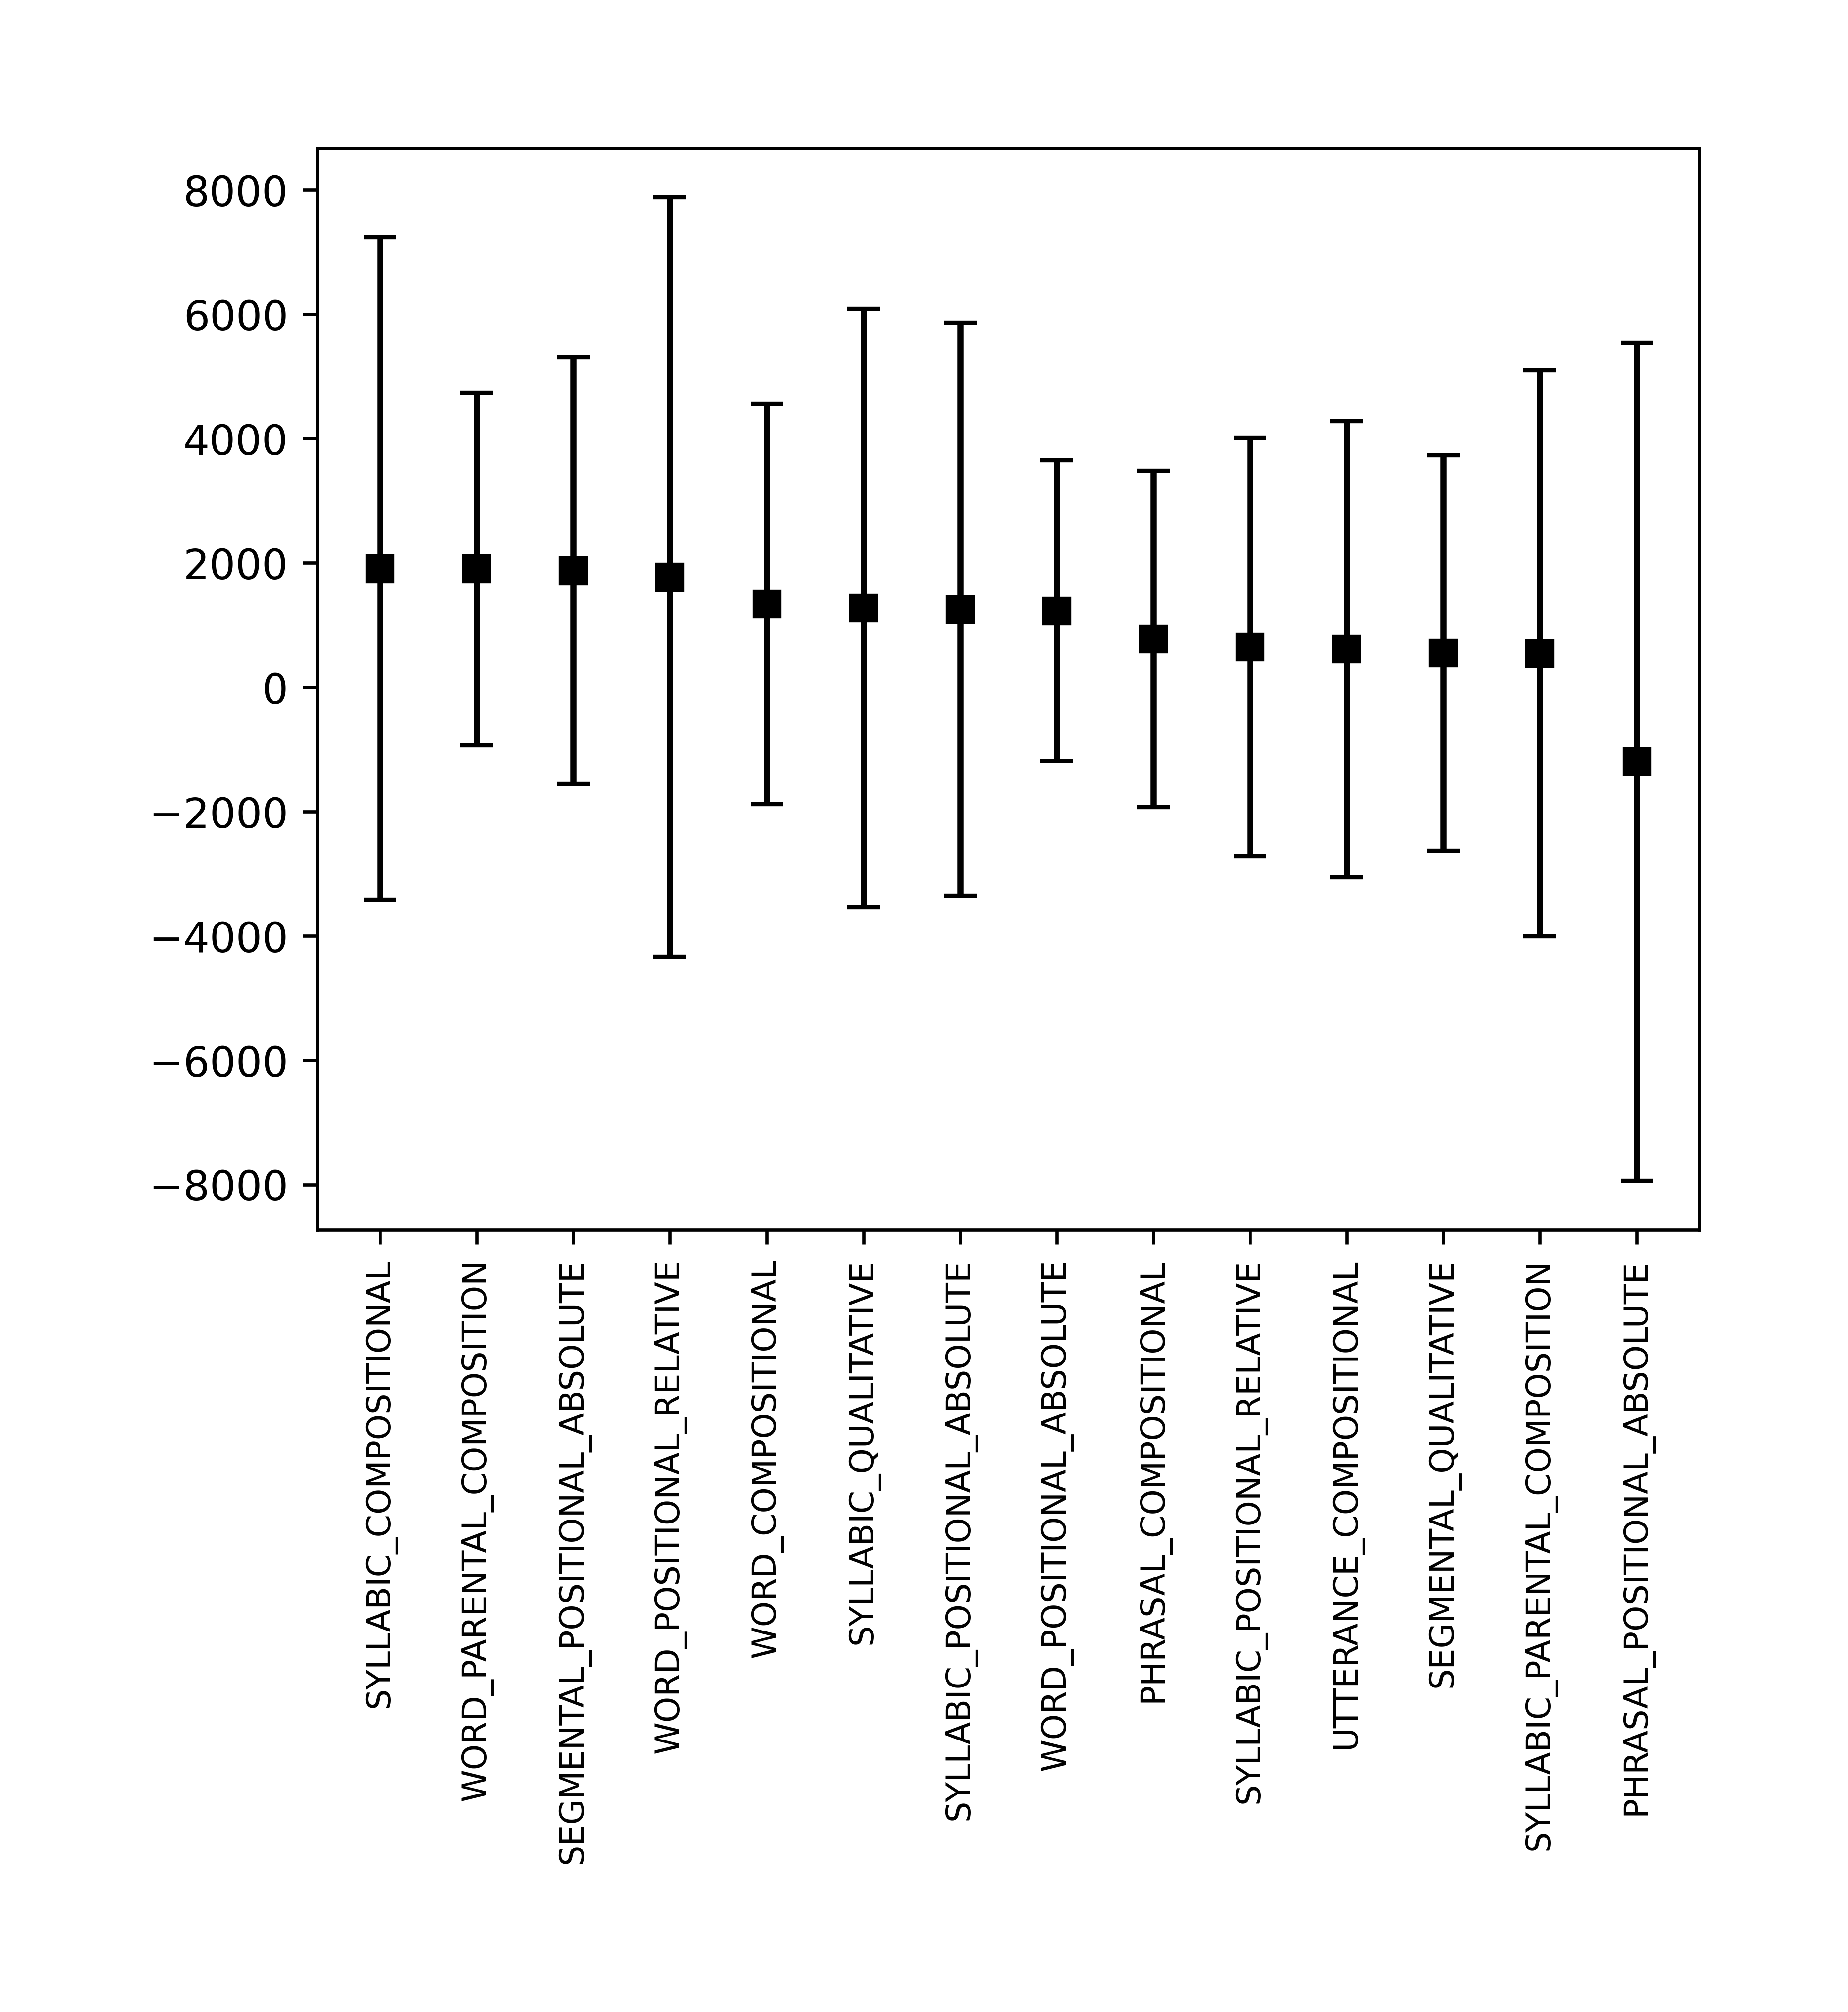 8000
6000
4000
2000
0
−2000
−4000
−6000
−8000
SYLLABIC_COMPOSITIONAL
WORD_PARENTAL_COMPOSITION
SEGMENTAL_POSITIONAL_ABSOLUTE
WORD_POSITIONAL_RELATIVE
WORD_COMPOSITIONAL
SYLLABIC_QUALITATIVE
SYLLABIC_POSITIONAL_ABSOLUTE
WORD_POSITIONAL_ABSOLUTE
PHRASAL_COMPOSITIONAL
SYLLABIC_POSITIONAL_RELATIVE
UTTERANCE_COMPOSITIONAL
SEGMENTAL_QUALITATIVE
SYLLABIC_PARENTAL_COMPOSITION
PHRASAL_POSITIONAL_ABSOLUTE